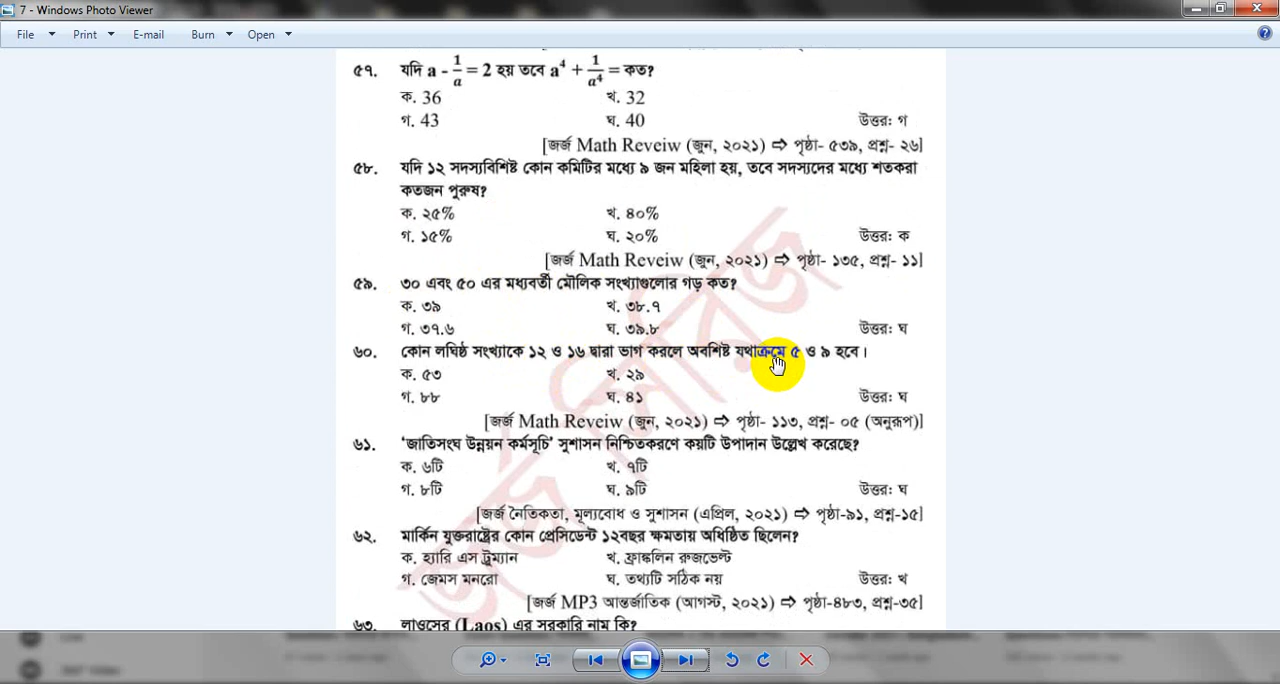 7 - Windows Photo Viewer
File Print E-mail Burn Open
৫৭. যদি a - 1/a = 2 হয় তবে a⁴ + 1/a⁴ = কত?
ক. 36 খ. 32
গ. 43 ঘ. 40 উত্তরঃ গ
[জর্জ Math Reveiw (জুন, ২০২১) ⇨ পৃষ্ঠা- ৫৩৯, প্রশ্ন- ২৬]
৫৮. যদি ১২ সদস্যবিশিষ্ট কোন কমিটির মধ্যে ৯ জন মহিলা হয়, তবে সদস্যদের মধ্যে শতকরা
কতজন পুরুষ?
ক. ২৫% খ. ৪০%
গ. ১৫% ঘ. ২০% উত্তরঃ ক
[জর্জ Math Reveiw (জুন, ২০২১) ⇨ পৃষ্ঠা- ১৩৫, প্রশ্ন- ১১]
৫৯. ৩০ এবং ৫০ এর মধ্যবর্তী মৌলিক সংখ্যাগুলোর গড় কত?
ক. ৩৯ খ. ৩৮.৭
গ. ৩৭.৬ ঘ. ৩৯.৮ উত্তরঃ ঘ
৬০. কোন লঘিষ্ঠ সংখ্যাকে ১২ ও ১৬ দ্বারা ভাগ করলে অবশিষ্ট যথাক্রমে ৫ ও ৯ হবে।
ক. ৫৩ খ. ২৯
গ. ৮৮ ঘ. ৪১ উত্তরঃ ঘ
[জর্জ Math Reveiw (জুন, ২০২১) ⇨ পৃষ্ঠা- ১১৩, প্রশ্ন- ০৫ (অনুরূপ)]
৬১. ‘জাতিসংঘ উন্নয়ন কর্মসূচি’ সুশাসন নিশ্চিতকরণে কয়টি উপাদান উল্লেখ করেছে?
ক. ৬টি খ. ৭টি
গ. ৮টি ঘ. ৯টি উত্তরঃ ঘ
[জর্জ নৈতিকতা, মূল্যবোধ ও সুশাসন (এপ্রিল, ২০২১) ⇨ পৃষ্ঠা-৯১, প্রশ্ন-১৫]
৬২. মার্কিন যুক্তরাষ্ট্রের কোন প্রেসিডেন্ট ১২বছর ক্ষমতায় অধিষ্ঠিত ছিলেন?
ক. হ্যারি এস ট্রুম্যান খ. ফ্রাঙ্কলিন রুজভেল্ট
গ. জেমস মনরো ঘ. তথ্যটি সঠিক নয় উত্তরঃ খ
[জর্জ MP3 আন্তর্জাতিক (আগস্ট, ২০২১) ⇨ পৃষ্ঠা-৪৮৩, প্রশ্ন-৩৫]
৬৩. লাওসের (Laos) এর সরকারি নাম কি?
জর্জ সিরিজ